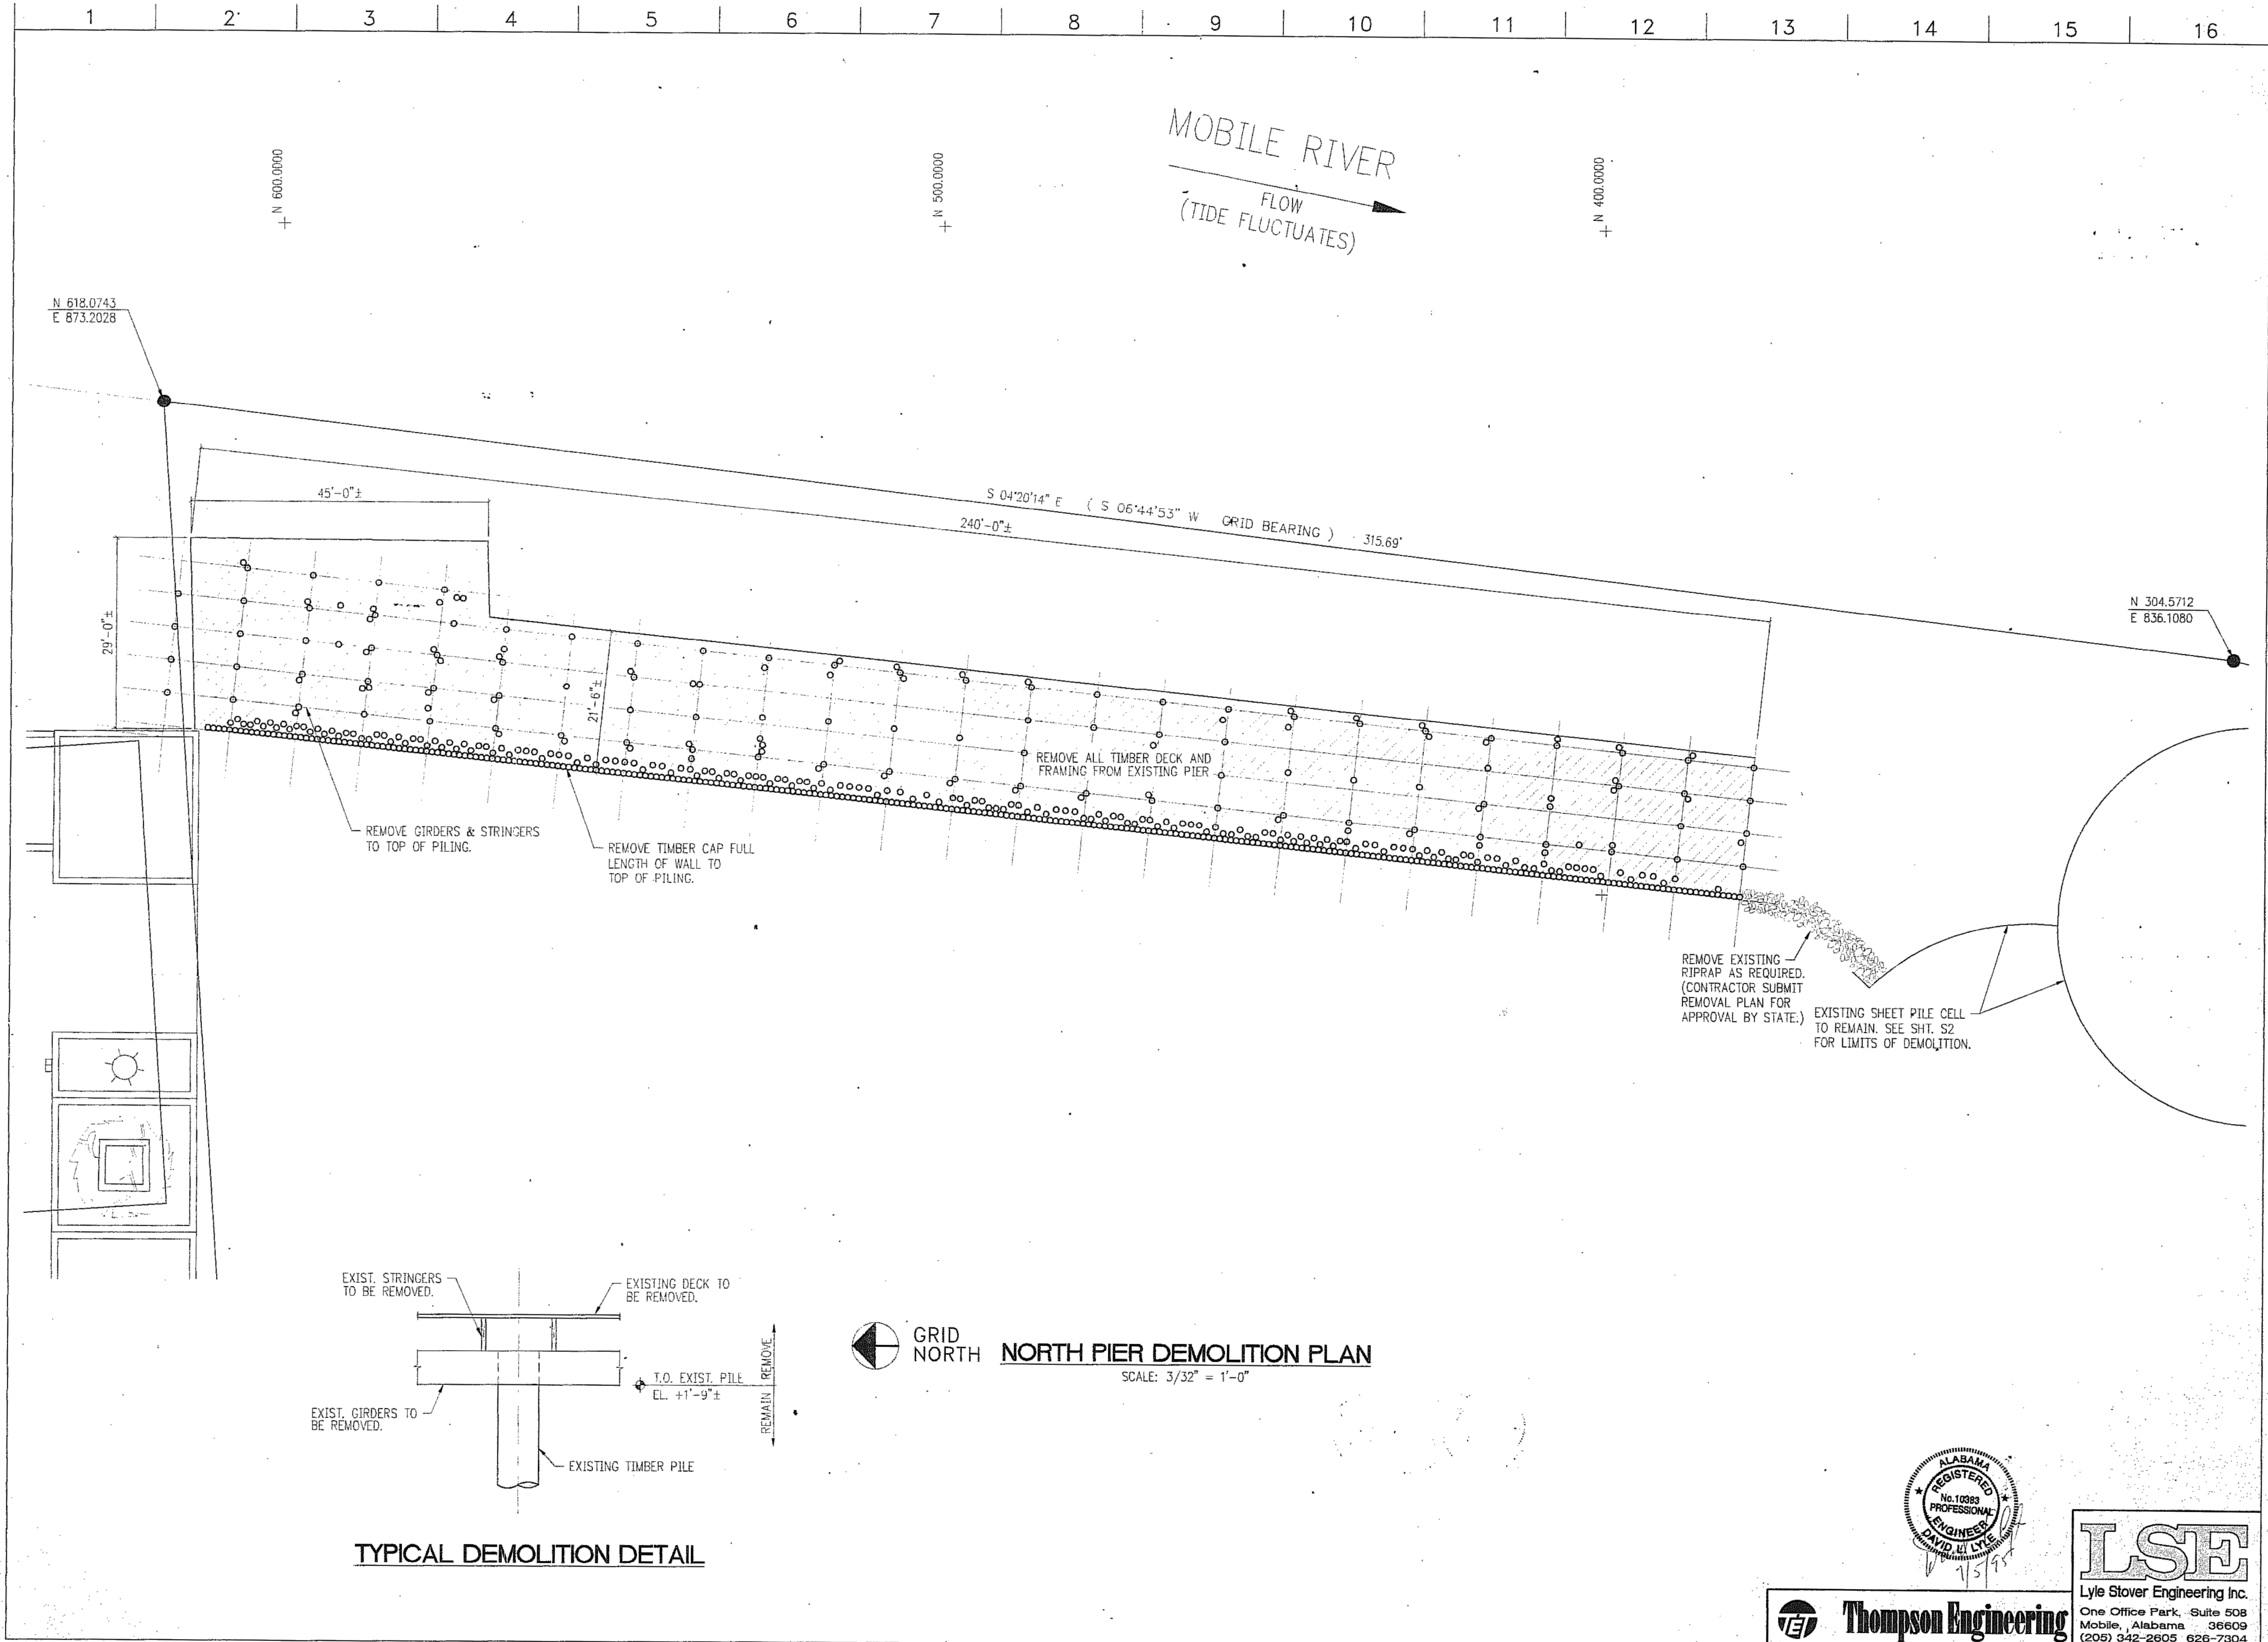 1 2 3 4 5 6 7 8 9 10 11 12 13 14 15 16
MOBILE RIVER
FLOW
(TIDE FLUCTUATES)
N 600.0000
N 500.0000
N 400.0000
N 618.0743
E 873.2028
S 04°20'14" E ( S 06°44'53" W GRID BEARING ) 315.69'
240'-0"±
45'-0"±
29'-0"±
21'-6"±
N 304.5712
E 836.1080
REMOVE ALL TIMBER DECK AND
FRAMING FROM EXISTING PIER
REMOVE GIRDERS & STRINGERS
TO TOP OF PILING.
REMOVE TIMBER CAP FULL
LENGTH OF WALL TO
TOP OF PILING.
REMOVE EXISTING
RIPRAP AS REQUIRED.
(CONTRACTOR SUBMIT
REMOVAL PLAN FOR
APPROVAL BY STATE.)
EXISTING SHEET PILE CELL
TO REMAIN. SEE SHT. S2
FOR LIMITS OF DEMOLITION.
EXIST. STRINGERS
TO BE REMOVED.
EXISTING DECK TO
BE REMOVED.
T.O. EXIST. PILE
EL. +1'-9"±
REMAIN REMOVE
EXIST. GIRDERS TO
BE REMOVED.
EXISTING TIMBER PILE
TYPICAL DEMOLITION DETAIL
GRID
NORTH
NORTH PIER DEMOLITION PLAN
SCALE: 3/32" = 1'-0"
ALABAMA
REGISTERED
No.10383
PROFESSIONAL
ENGINEER
DAVID L. LYLE
LSE
Lyle Stover Engineering Inc.
One Office Park, Suite 508
Mobile, Alabama 36609
(205) 342-2605 626-7304
TEI
Thompson Engineering